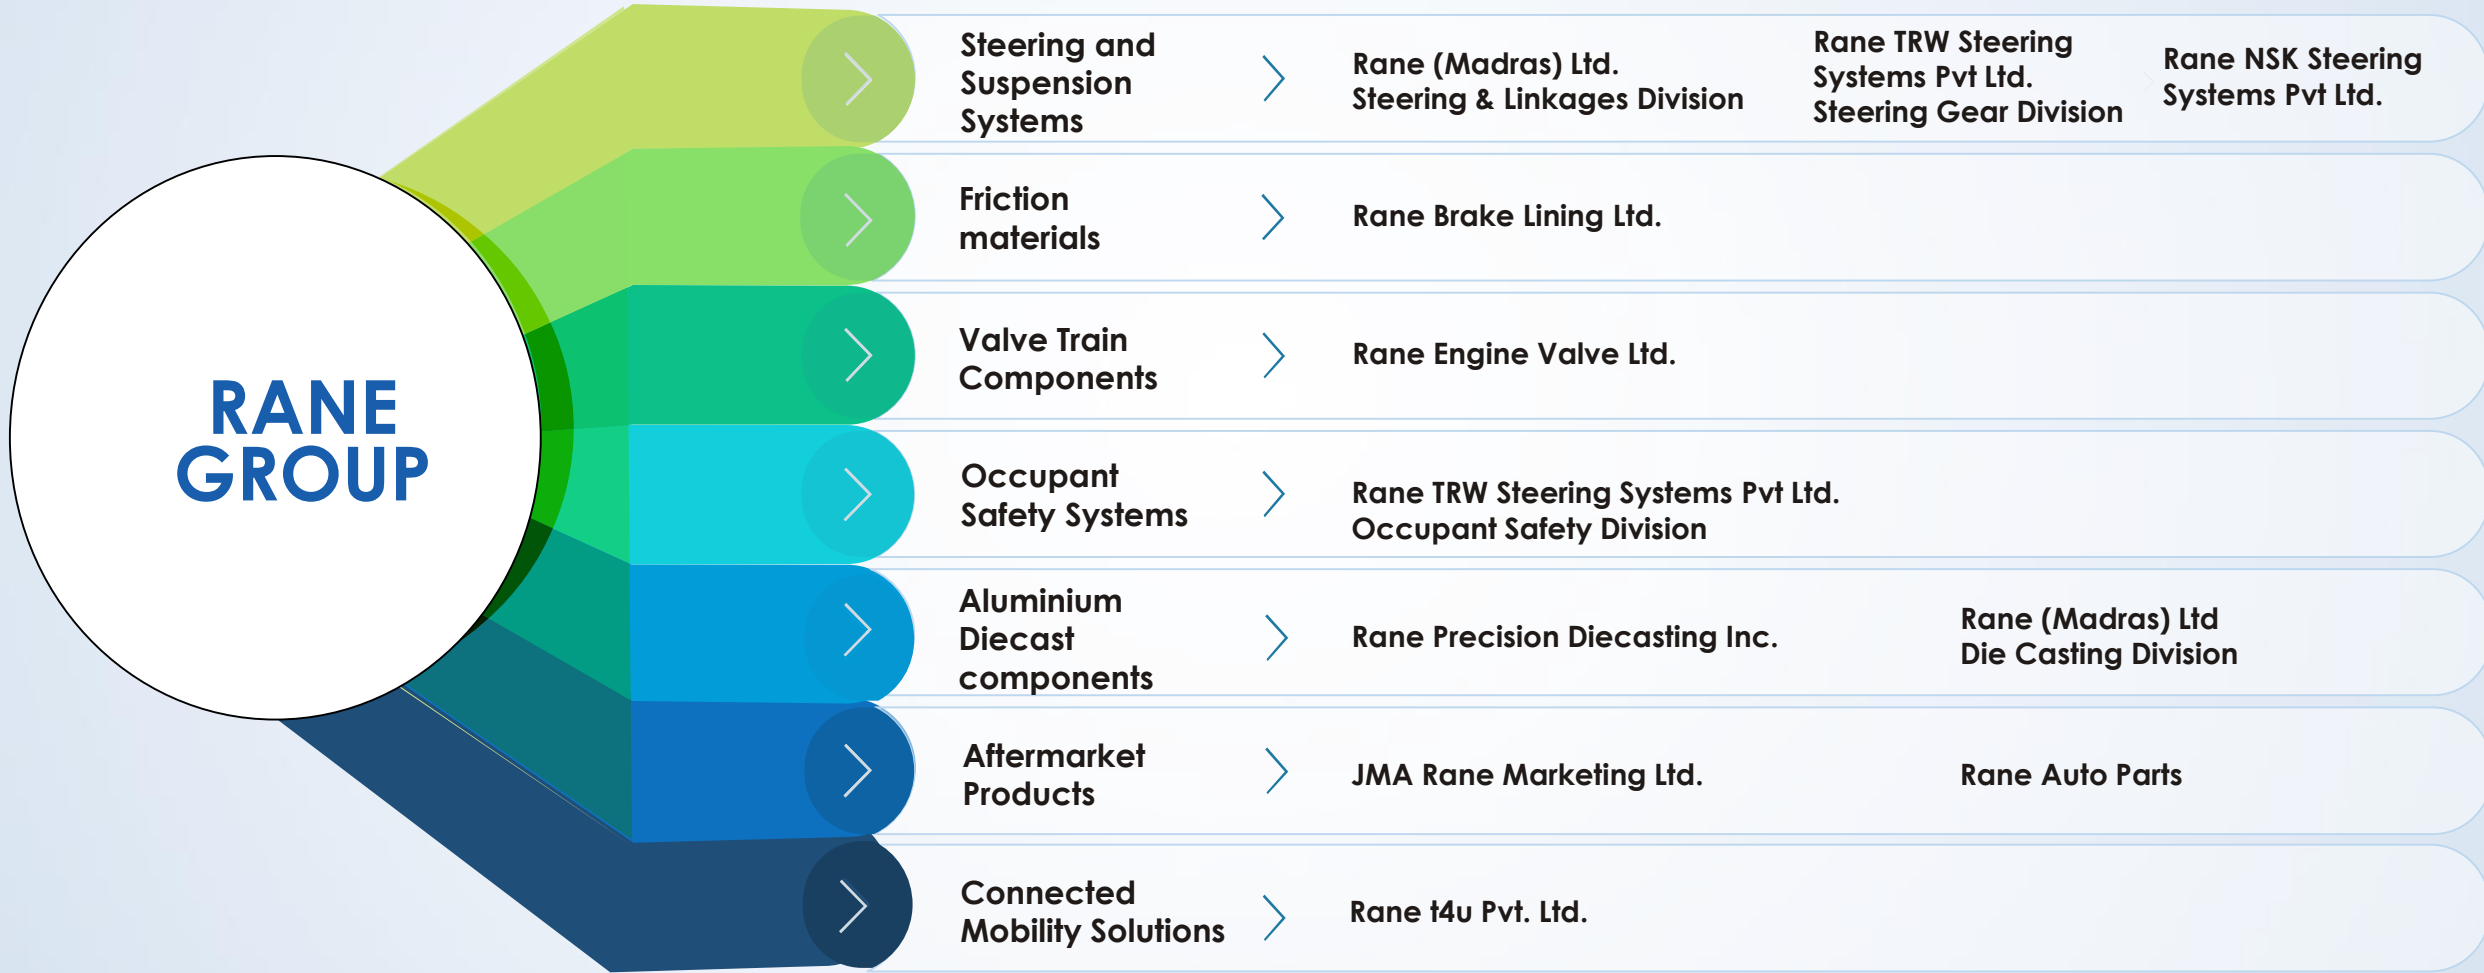 RANE
GROUP
Steering and
Suspension
Systems
Rane (Madras) Ltd.
Steering & Linkages Division
Rane TRW Steering
Systems Pvt Ltd.
Steering Gear Division
Rane NSK Steering
Systems Pvt Ltd.
Friction
materials
Rane Brake Lining Ltd.
Valve Train
Components
Rane Engine Valve Ltd.
Occupant
Safety Systems
Rane TRW Steering Systems Pvt Ltd.
Occupant Safety Division
Aluminium
Diecast
components
Rane Precision Diecasting Inc.
Rane (Madras) Ltd
Die Casting Division
Aftermarket
Products
JMA Rane Marketing Ltd.
Rane Auto Parts
Connected
Mobility Solutions
Rane t4u Pvt. Ltd.